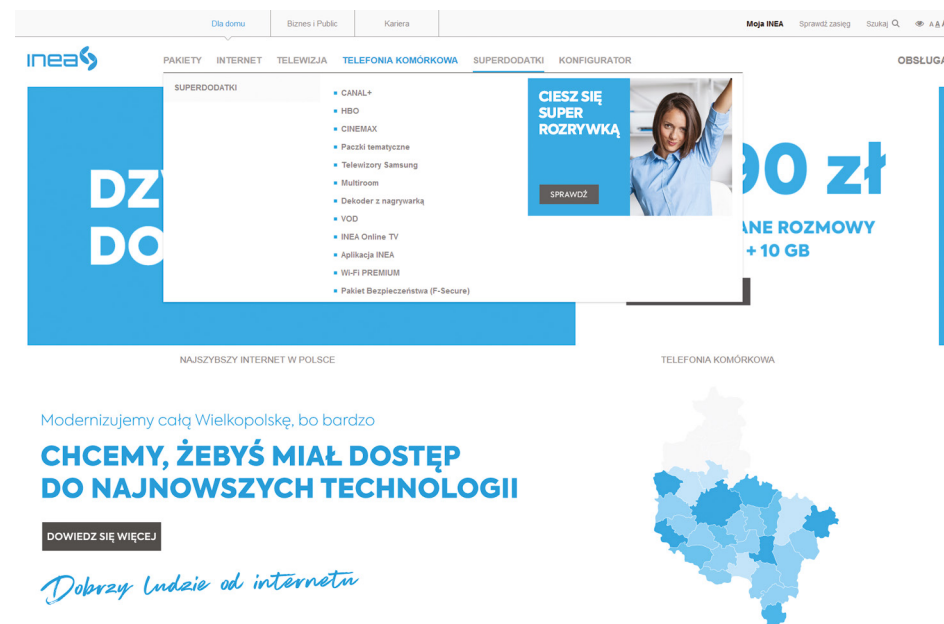 Dla domu
Biznes i Public
Kariera
Moja INEA
Sprawdź zasięg
Szukaj
A A A
INEA
PAKIETY
INTERNET
TELEWIZJA
TELEFONIA KOMÓRKOWA
SUPERDODATKI
KONFIGURATOR
OBSŁUGA
SUPERDODATKI
CANAL+
HBO
CINEMAX
Paczki tematyczne
Telewizory Samsung
Multiroom
Dekoder z nagrywarką
VOD
INEA Online TV
Aplikacja INEA
Wi-Fi PREMIUM
Pakiet Bezpieczeństwa (F-Secure)
CIESZ SIĘ
SUPER
ROZRYWKĄ
SPRAWDŹ
DZ
DO
90 zł
ANE ROZMOWY
+ 10 GB
NAJSZYBSZY INTERNET W POLSCE
TELEFONIA KOMÓRKOWA
Modernizujemy całą Wielkopolskę, bo bardzo
CHCEMY, ŻEBYŚ MIAŁ DOSTĘP
DO NAJNOWSZYCH TECHNOLOGII
DOWIEDZ SIĘ WIĘCEJ
Dobrzy ludzie od internetu